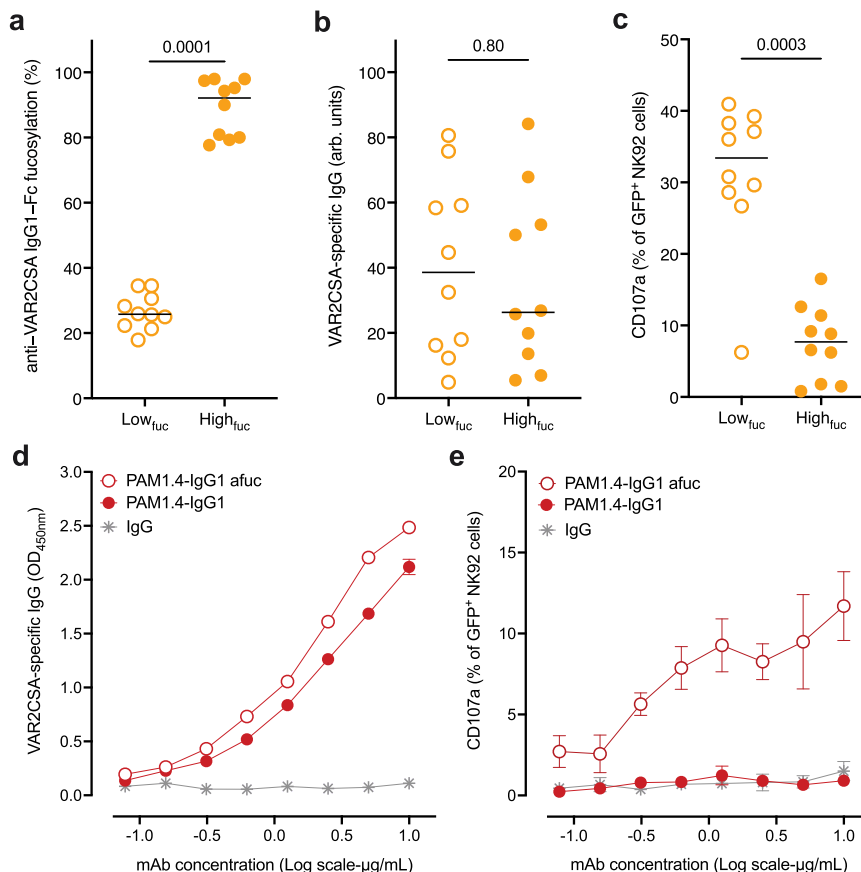 a
0.0001
anti–VAR2CSA IgG1–Fc fucosylation (%)
100
80
60
40
20
0
Lowfuc
Highfuc
b
0.80
VAR2CSA-specific IgG (arb. units)
100
80
60
40
20
0
Lowfuc
Highfuc
c
0.0003
CD107a (% of GFP+ NK92 cells)
50
40
30
20
10
0
Lowfuc
Highfuc
d
PAM1.4-IgG1 afuc
PAM1.4-IgG1
IgG
VAR2CSA-specific IgG (OD450nm)
3.0
2.5
2.0
1.5
1.0
0.5
0.0
-1.0
-0.5
0.0
0.5
1.0
mAb concentration (Log scale-µg/mL)
e
PAM1.4-IgG1 afuc
PAM1.4-IgG1
IgG
CD107a (% of GFP+ NK92 cells)
20
15
10
5
0
-1.0
-0.5
0.0
0.5
1.0
mAb concentration (Log scale-µg/mL)